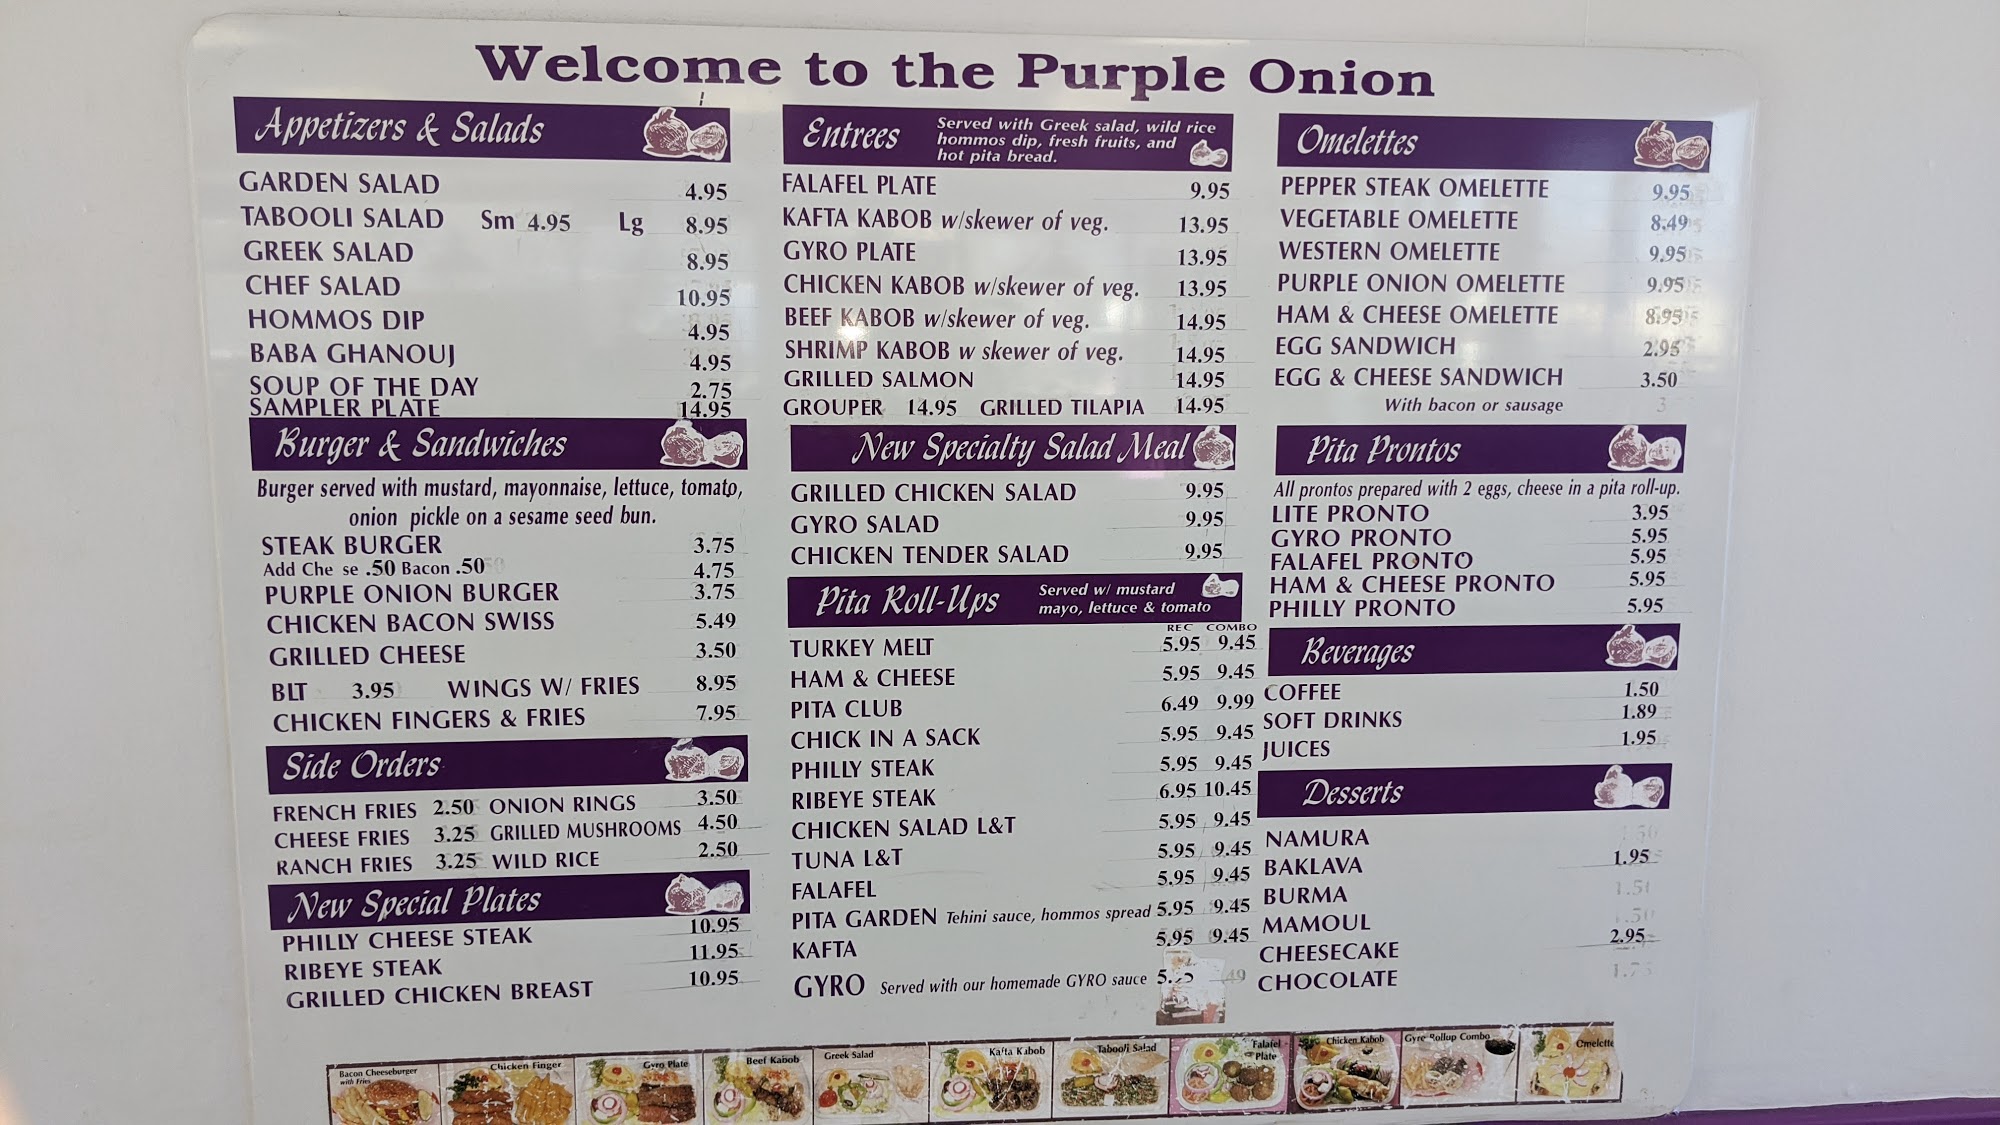 Welcome to the Purple Onion
Appetizers & Salads
GARDEN SALAD 4.95
TABOOLI SALAD Sm 4.95 Lg 8.95
GREEK SALAD 8.95
CHEF SALAD 10.95
HOMMOS DIP 4.95
BABA GHANOUJ 4.95
SOUP OF THE DAY 2.75
SAMPLER PLATE 14.95
Burger & Sandwiches
Burger served with mustard, mayonnaise, lettuce, tomato,
onion pickle on a sesame seed bun.
STEAK BURGER 3.75
Add Che se .50 Bacon .50 4.75
PURPLE ONION BURGER 3.75
CHICKEN BACON SWISS 5.49
GRILLED CHEESE 3.50
BLT 3.95 WINGS W/ FRIES 8.95
CHICKEN FINGERS & FRIES 7.95
Side Orders
FRENCH FRIES 2.50 ONION RINGS 3.50
CHEESE FRIES 3.25 GRILLED MUSHROOMS 4.50
RANCH FRIES 3.25 WILD RICE 2.50
New Special Plates
PHILLY CHEESE STEAK 10.95
RIBEYE STEAK 11.95
GRILLED CHICKEN BREAST 10.95
Entrees
Served with Greek salad, wild rice
hommos dip, fresh fruits, and
hot pita bread.
FALAFEL PLATE 9.95
KAFTA KABOB w/skewer of veg. 13.95
GYRO PLATE 13.95
CHICKEN KABOB w/skewer of veg. 13.95
BEEF KABOB w/skewer of veg. 14.95
SHRIMP KABOB w skewer of veg. 14.95
GRILLED SALMON 14.95
GROUPER 14.95 GRILLED TILAPIA 14.95
New Specialty Salad Meal
GRILLED CHICKEN SALAD 9.95
GYRO SALAD 9.95
CHICKEN TENDER SALAD 9.95
Pita Roll-Ups
Served w/ mustard
mayo, lettuce & tomato
REC COMBO
TURKEY MELT 5.95 9.45
HAM & CHEESE 5.95 9.45
PITA CLUB 6.49 9.99
CHICK IN A SACK 5.95 9.45
PHILLY STEAK 5.95 9.45
RIBEYE STEAK 6.95 10.45
CHICKEN SALAD L&T 5.95 9.45
TUNA L&T 5.95 9.45
FALAFEL 5.95 9.45
PITA GARDEN Tehini sauce, hommos spread 5.95 9.45
KAFTA 5.95 9.45
GYRO Served with our homemade GYRO sauce
Omelettes
PEPPER STEAK OMELETTE 9.95
VEGETABLE OMELETTE 8.49
WESTERN OMELETTE 9.95
PURPLE ONION OMELETTE 9.95
HAM & CHEESE OMELETTE 8.95
EGG SANDWICH 2.95
EGG & CHEESE SANDWICH 3.50
With bacon or sausage
Pita Prontos
All prontos prepared with 2 eggs, cheese in a pita roll-up.
LITE PRONTO 3.95
GYRO PRONTO 5.95
FALAFEL PRONTO 5.95
HAM & CHEESE PRONTO 5.95
PHILLY PRONTO 5.95
Beverages
COFFEE 1.50
SOFT DRINKS 1.89
JUICES 1.95
Desserts
NAMURA
BAKLAVA 1.95
BURMA
MAMOUL
CHEESECAKE 2.95
CHOCOLATE
Bacon Cheeseburger
with Fries
Chicken Finger
Gyro Plate
Beef Kabob
Greek Salad
Kafta Kabob
Tabooli Salad
Falafel
Plate
Chicken Kabob
Gyro Rollup Combo
Omelette